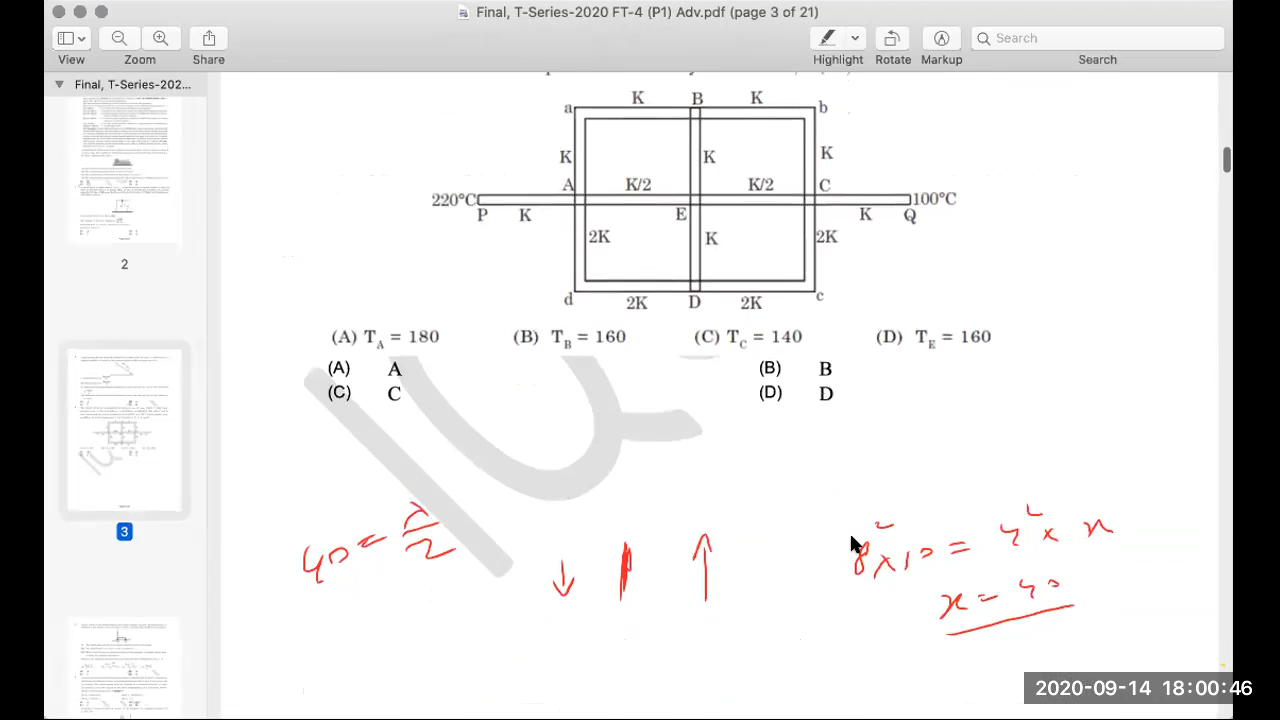 Final, T-Series-2020 FT-4 (P1) Adv.pdf (page 3 of 21)
View
Zoom
Share
Highlight
Rotate
Markup
Search
Search
Final, T-Series-202...
2
3
a K B K b
K K K
A K/2 K/2 C
220°C 100°C
P K E K Q
2K K 2K
d 2K D 2K c
(A) T_A = 180 (B) T_B = 160 (C) T_C = 140 (D) T_E = 160
(A) A (B) B
(C) C (D) D
40 = λ/2
8² × 10 = 4² × x
x = 40
2020-09-14 18:00:46